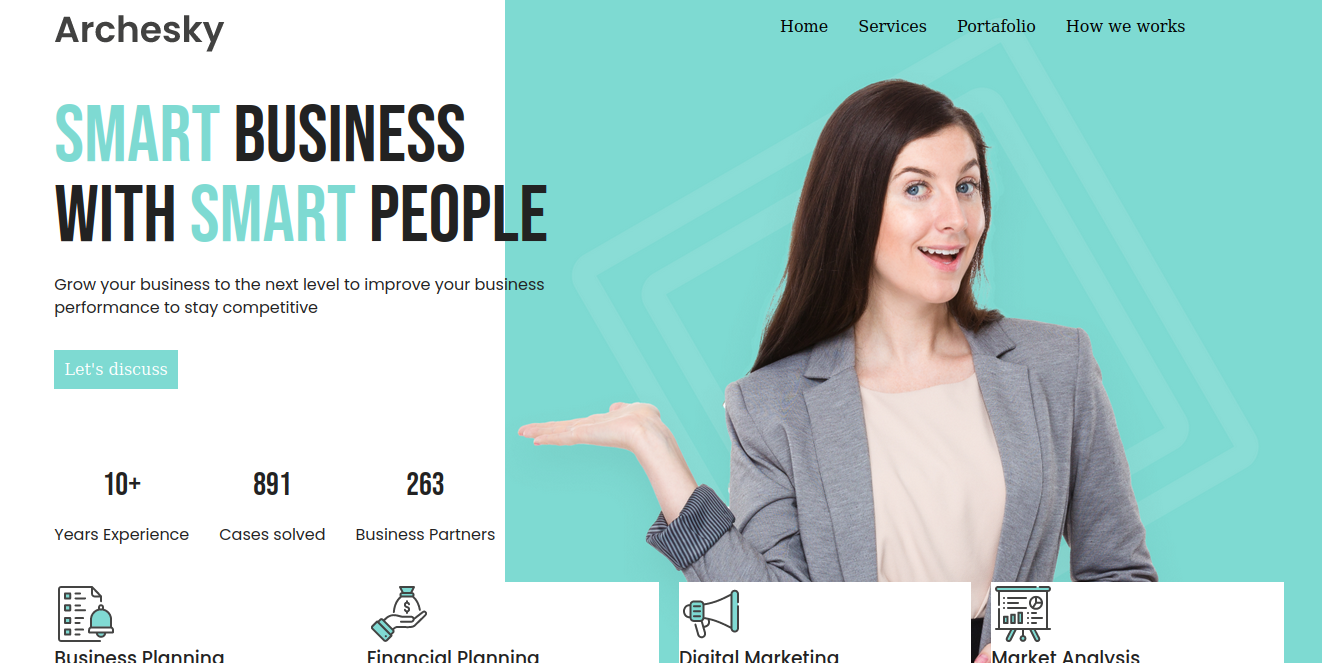 Archesky
Home Services Portafolio How we works
SMART BUSINESS
WITH SMART PEOPLE
Grow your business to the next level to improve your business
performance to stay competitive
Let's discuss
10+ 891 263
Years Experience Cases solved Business Partners
$
Business Planning Financial Planning Digital Marketing Market Analysis